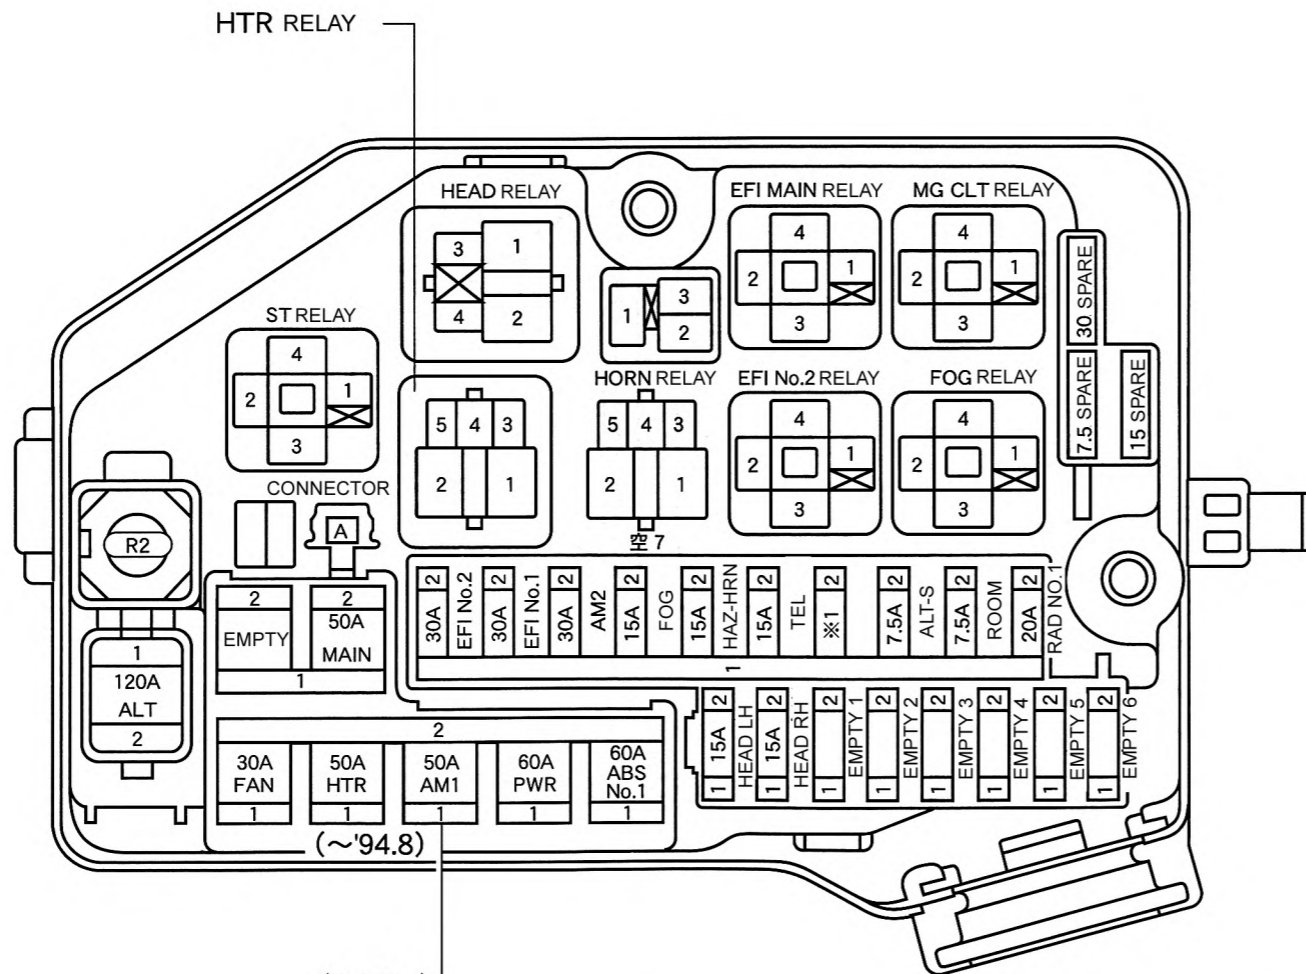 HTR RELAY
HEAD RELAY
3 1
4 2
EFI MAIN RELAY
4
2 1
3
MG CLT RELAY
4
2 1
3
30 SPARE
7.5 SPARE
15 SPARE
ST RELAY
4
2 1
3
1 3
2
HORN RELAY
5 4 3
2 1
5 4 3
2 1
空 7
EFI No.2 RELAY
4
2 1
3
FOG RELAY
4
2 1
3
CONNECTOR
A
R2
1
120A
ALT
2
2
EMPTY
2
50A
MAIN
1
2
30A
EFI No.2
2
30A
EFI No.1
2
30A
AM2
2
15A
FOG
2
15A
HAZ-HRN
2
15A
TEL
2
※1
2
7.5A
ALT-S
2
7.5A
ROOM
2
20A
RAD NO.1
1
2
30A
FAN
1
50A
HTR
1
50A
AM1
1
60A
PWR
1
60A
ABS
No.1
1
(~'94.8)
2
15A
1
HEAD LH
2
15A
1
HEAD RH
2
1
EMPTY 1
2
1
EMPTY 2
2
1
EMPTY 3
2
1
EMPTY 4
2
1
EMPTY 5
2
1
EMPTY 6